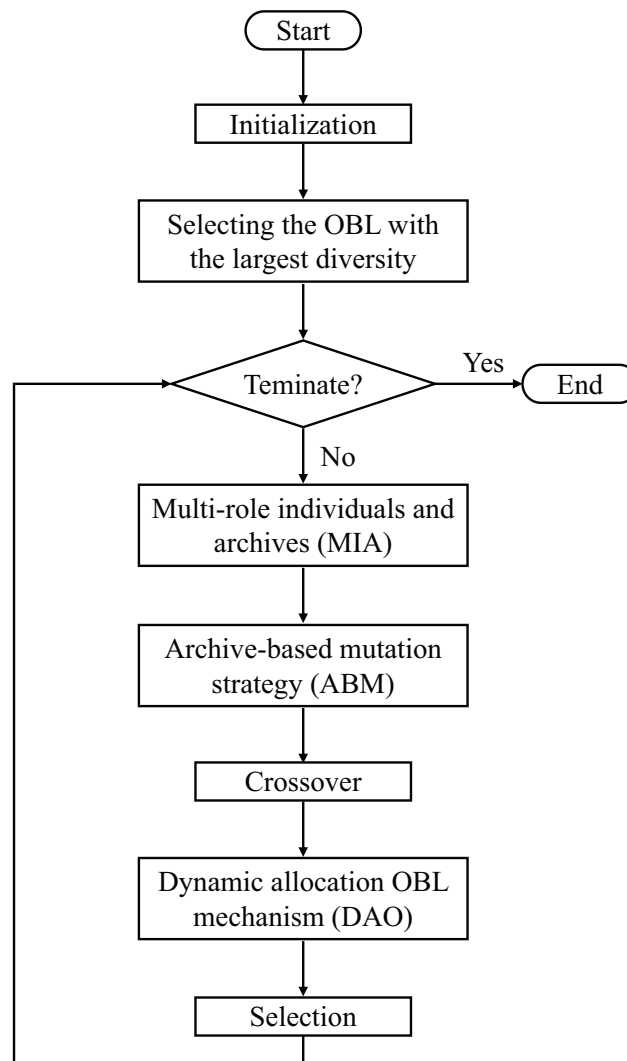 Start
Initialization
Selecting the OBL with
the largest diversity
Teminate?
Yes
End
No
Multi-role individuals and
archives (MIA)
Archive-based mutation
strategy (ABM)
Crossover
Dynamic allocation OBL
mechanism (DAO)
Selection